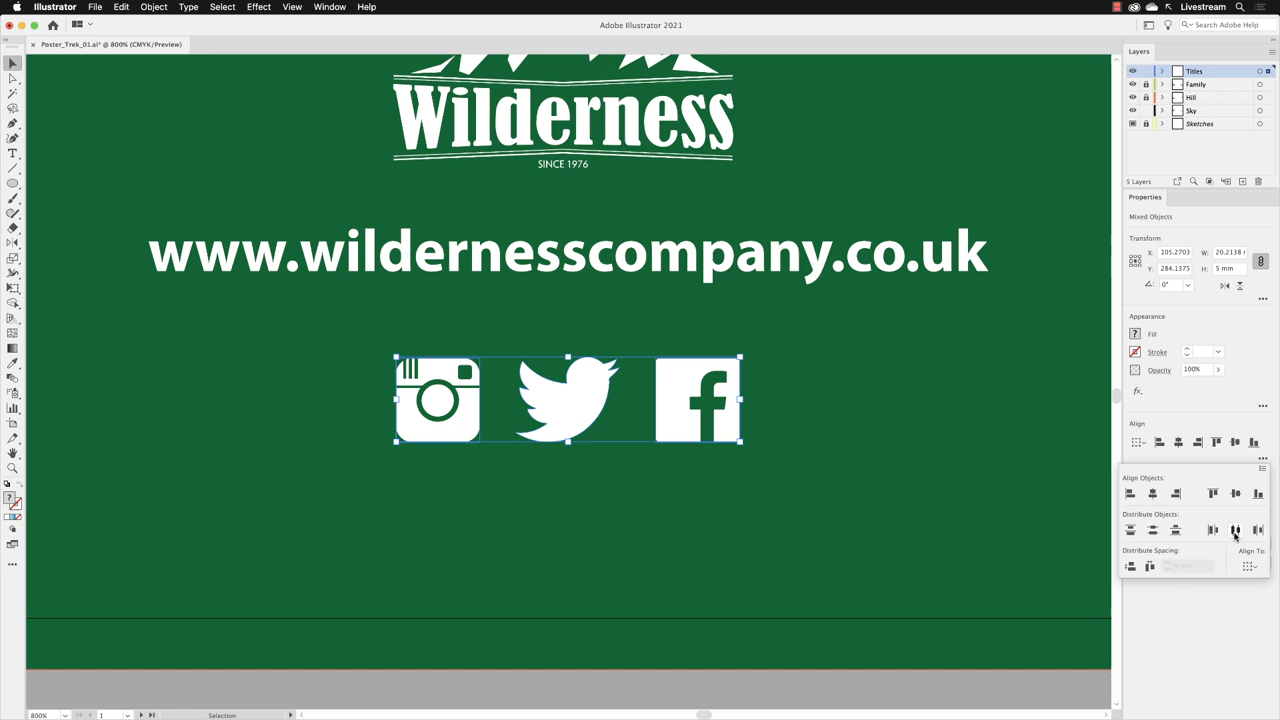 Illustrator File Edit Object Type Select Effect View Window Help Livestream
Adobe Illustrator 2021
Search Adobe Help
Poster_Trek_01.ai* @ 800% (CMYK/Preview)
Wilderness
SINCE 1976
www.wildernesscompany.co.uk
f
Layers
Titles
Family
Hill
Sky
Sketches
5 Layers
Properties
Mixed Objects
Transform
X: 105.2703 W: 20.2138
Y: 284.1375 H: 5 mm
0°
Appearance
? Fill
Stroke
Opacity 100%
fx.
Align
Align Objects:
Distribute Objects:
Distribute Spacing: Align To:
0 mm
800% 1 Selection